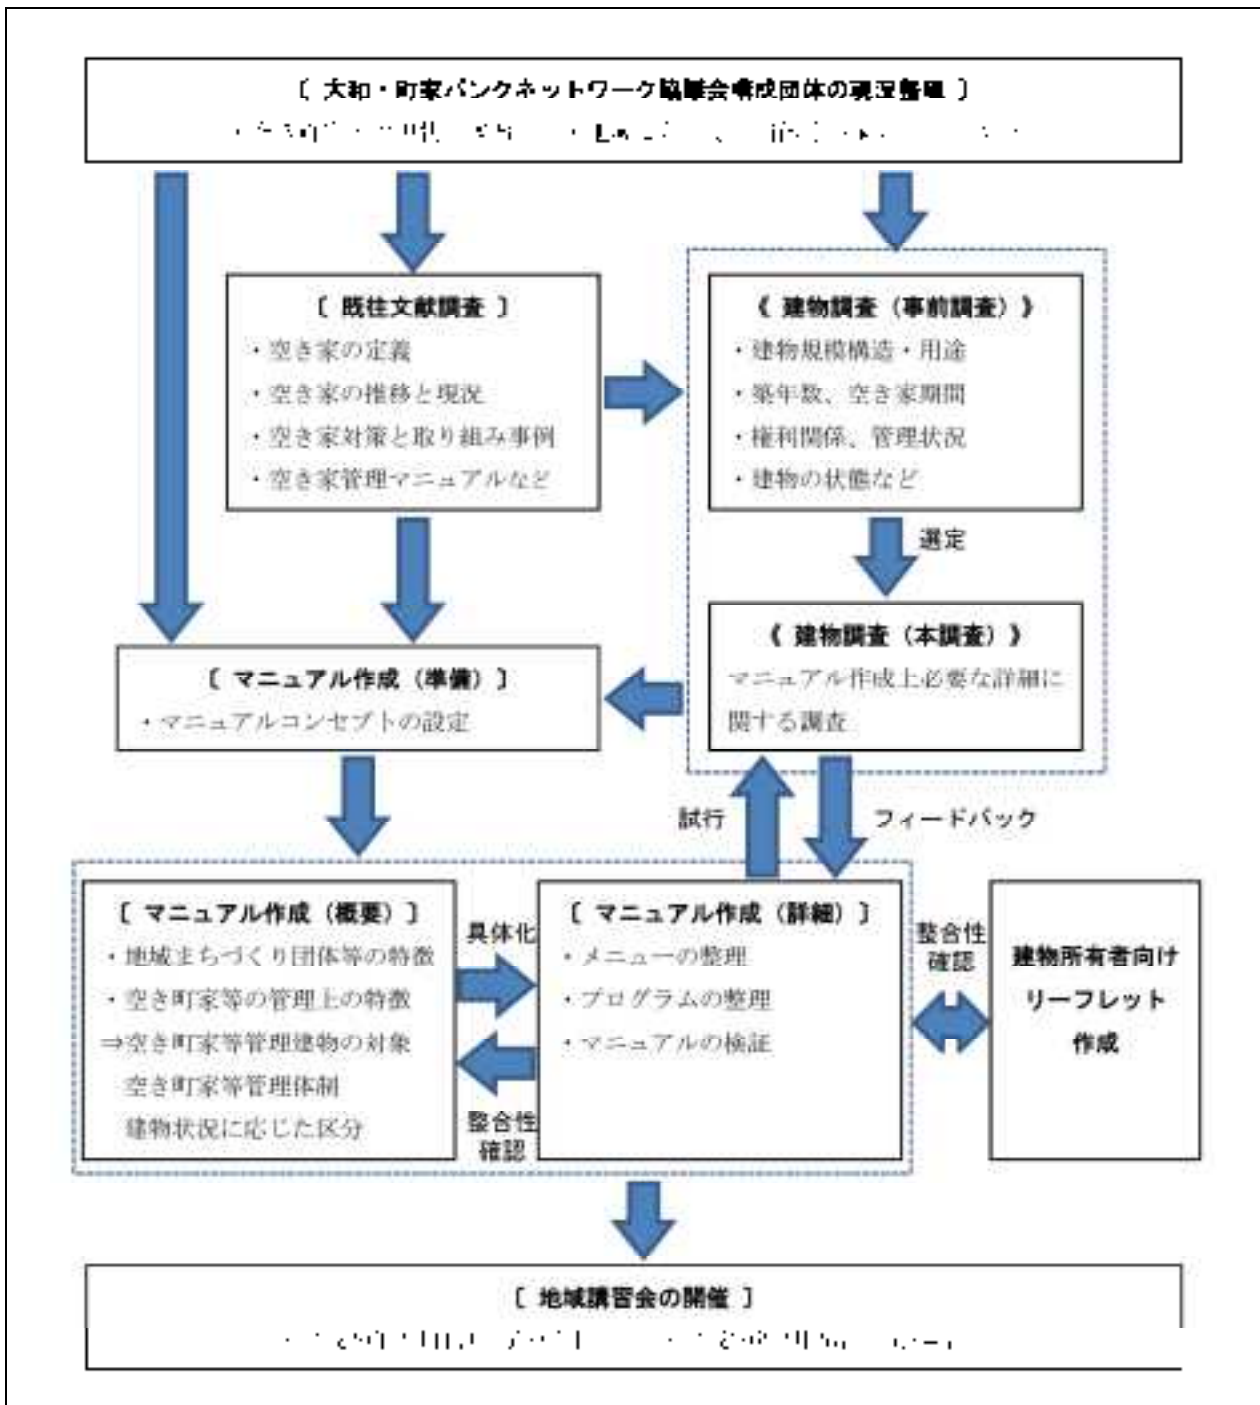 〔 大和・町家バンクネットワーク協議会構成団体の現況整理 〕
〔 既往文献調査 〕
・空き家の定義
・空き家の推移と現況
・空き家対策と取り組み事例
・空き家管理マニュアルなど
《 建物調査（事前調査）》
・建物規模構造・用途
・築年数、空き家期間
・権利関係、管理状況
・建物の状態など
選定
《 建物調査（本調査）》
マニュアル作成上必要な詳細に
関する調査
〔 マニュアル作成（準備）〕
・マニュアルコンセプトの設定
試行
フィードバック
〔 マニュアル作成（概要）〕
・地域まちづくり団体等の特徴
・空き町家等の管理上の特徴
⇒空き町家等管理建物の対象
空き町家等管理体制
建物状況に応じた区分
具体化
整合性
確認
〔 マニュアル作成（詳細）〕
・メニューの整理
・プログラムの整理
・マニュアルの検証
整合性
確認
建物所有者向け
リーフレット
作成
〔 地域講習会の開催 〕